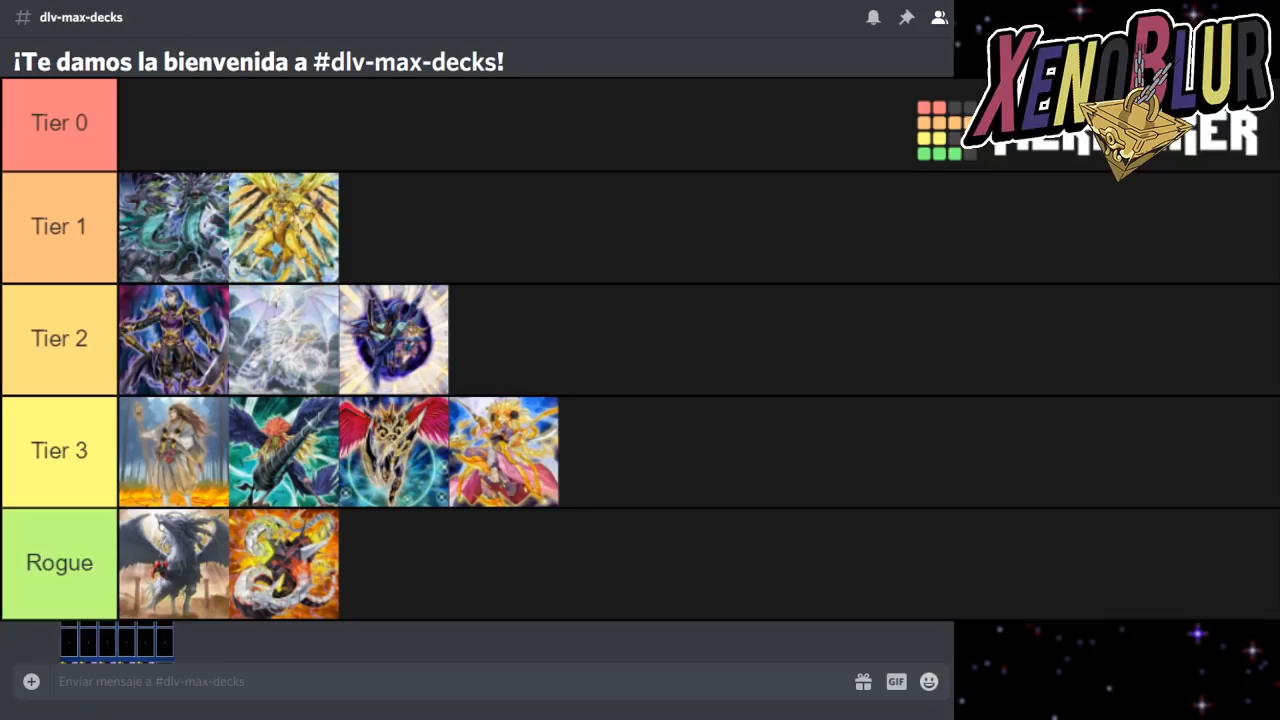 dlv-max-decks
¡Te damos la bienvenida a #dlv-max-decks!
XENOBLUR
Tier 0
Tier 1
Tier 2
Tier 3
Rogue
Enviar mensaje a #dlv-max-decks
GIF